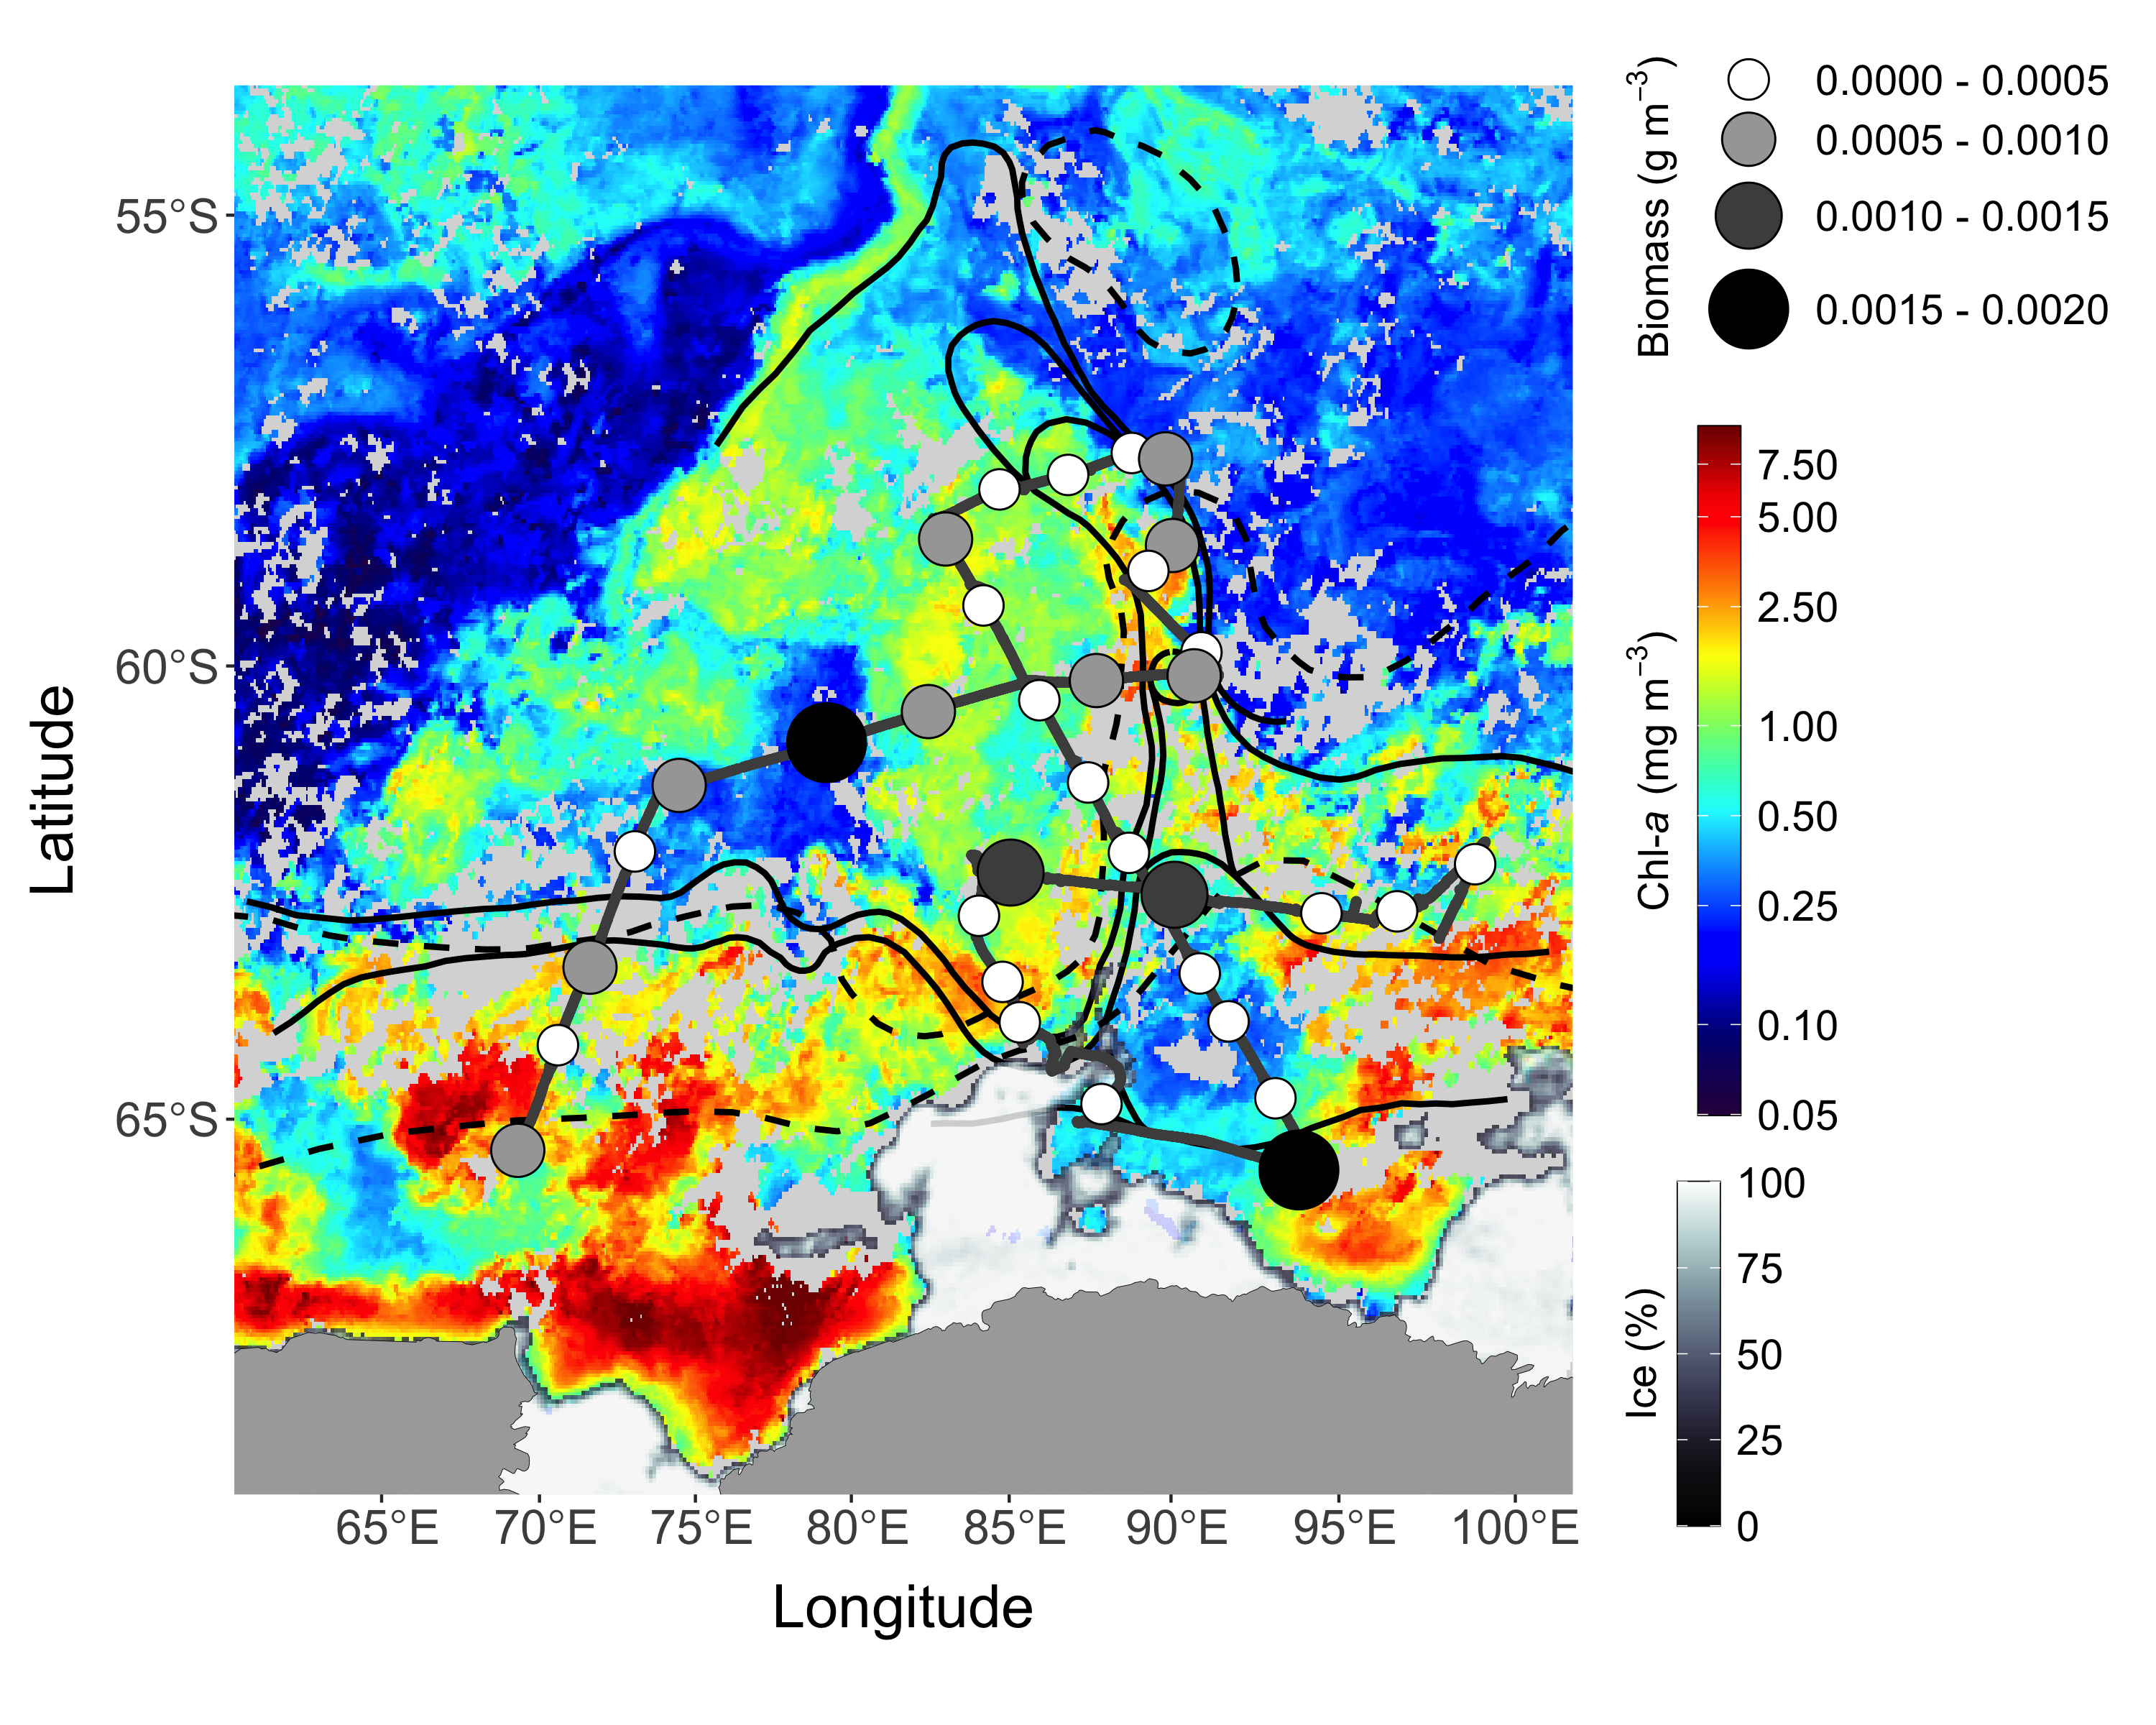 Latitude
55°S
60°S
65°S
65°E 70°E 75°E 80°E 85°E 90°E 95°E 100°E
Longitude
Biomass (g m⁻³)
0.0000 - 0.0005
0.0005 - 0.0010
0.0010 - 0.0015
0.0015 - 0.0020
Chl-a (mg m⁻³)
7.50
5.00
2.50
1.00
0.50
0.25
0.10
0.05
Ice (%)
100
75
50
25
0